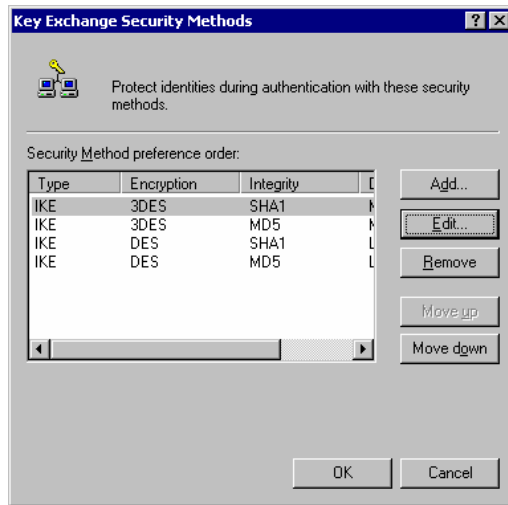 Key Exchange Security Methods
Protect identities during authentication with these security
methods.
Security Method preference order:
Type Encryption Integrity
IKE 3DES SHA1
IKE 3DES MD5
IKE DES SHA1
IKE DES MD5
Add...
Edit...
Remove
Move up
Move down
OK Cancel